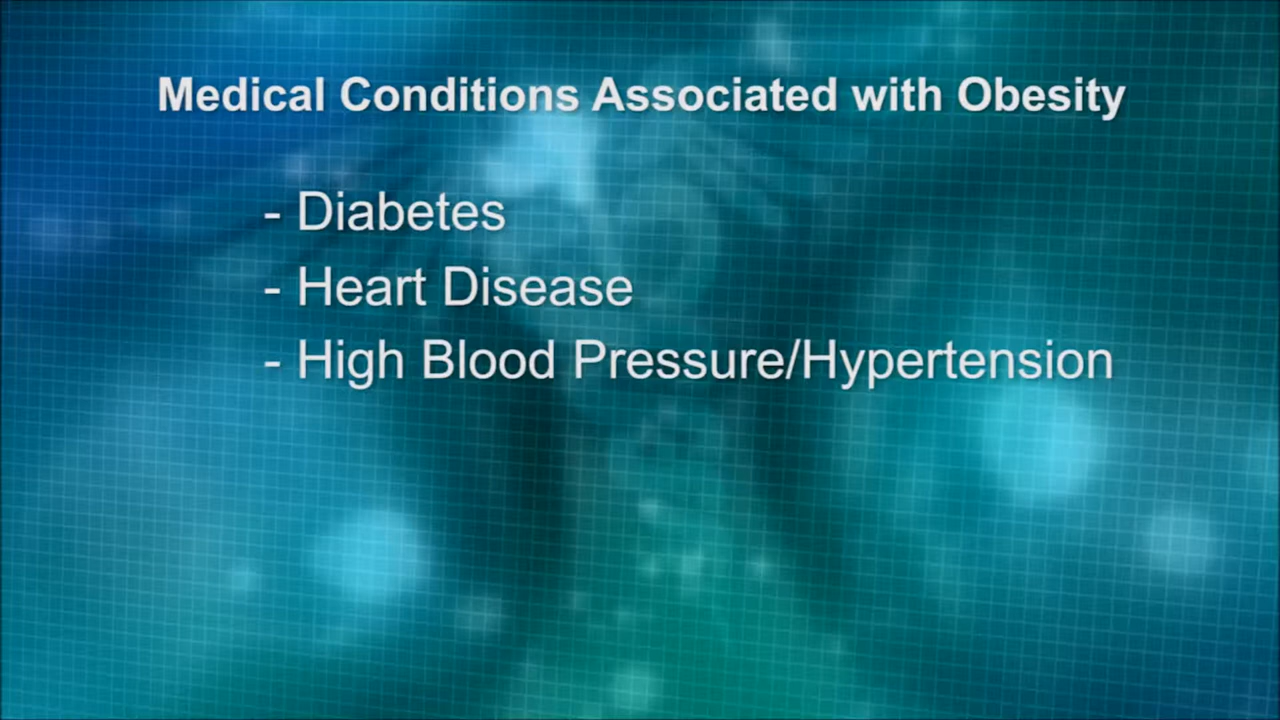 Medical Conditions Associated with Obesity
- Diabetes
- Heart Disease
- High Blood Pressure/Hypertension